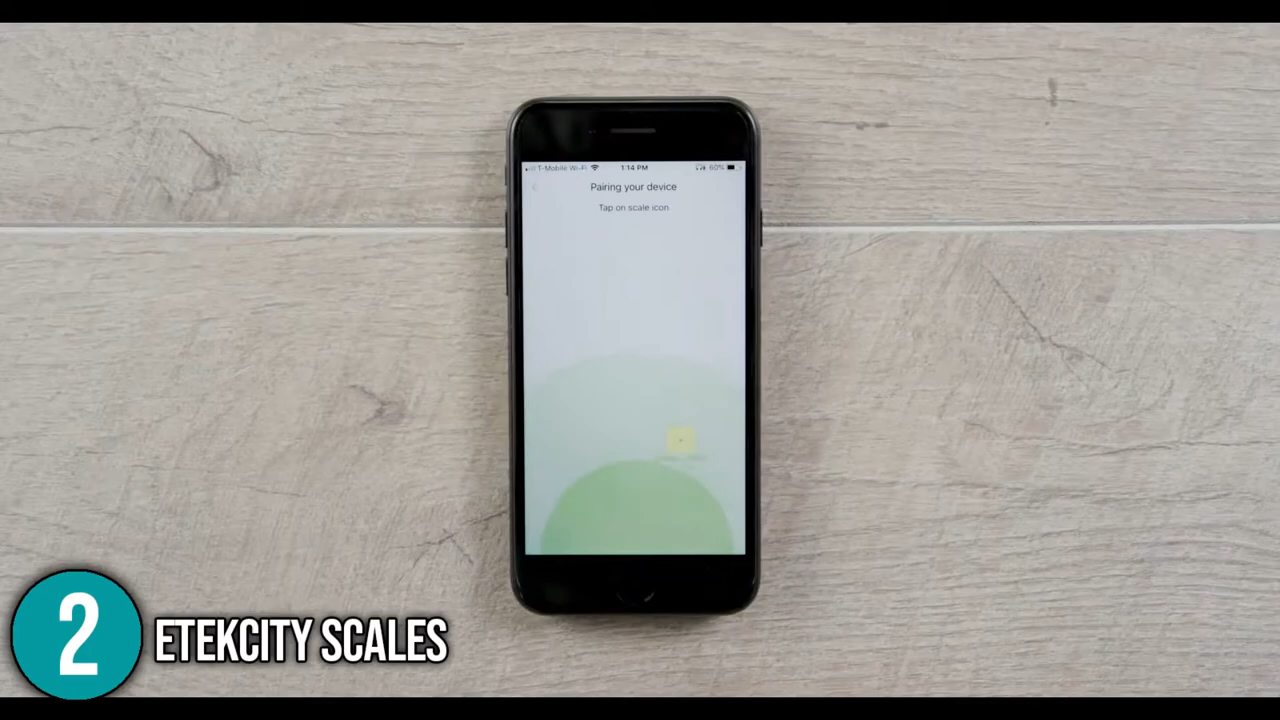 T-Mobile Wi-Fi 1:14 PM 60%
Pairing your device
Tap on scale icon
2 ETEKCITY SCALES